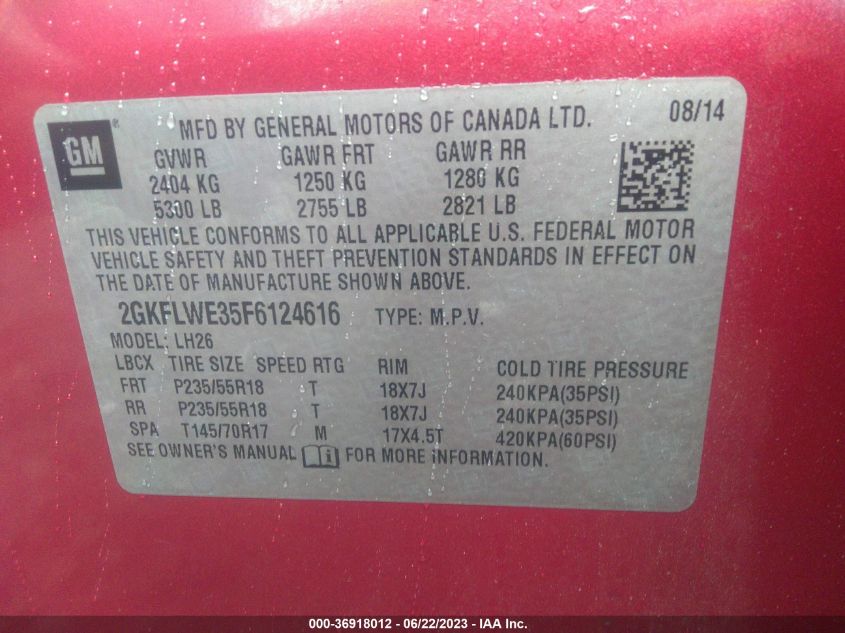 GM ® MFD BY GENERAL MOTORS OF CANADA LTD. 08/14
GVWR GAWR FRT GAWR RR
2404 KG 1250 KG 1280 KG
5300 LB 2755 LB 2821 LB
THIS VEHICLE CONFORMS TO ALL APPLICABLE U.S. FEDERAL MOTOR
VEHICLE SAFETY AND THEFT PREVENTION STANDARDS IN EFFECT ON
THE DATE OF MANUFACTURE SHOWN ABOVE.
2GKFLWE35F6124616 TYPE: M.P.V.
MODEL: LH26
LBCX TIRE SIZE SPEED RTG RIM COLD TIRE PRESSURE
FRT P235/55R18 T 18X7J 240KPA(35PSI)
RR P235/55R18 T 18X7J 240KPA(35PSI)
SPA T145/70R17 M 17X4.5T 420KPA(60PSI)
SEE OWNER'S MANUAL i FOR MORE INFORMATION.
000-36918012 - 06/22/2023 - IAA Inc.